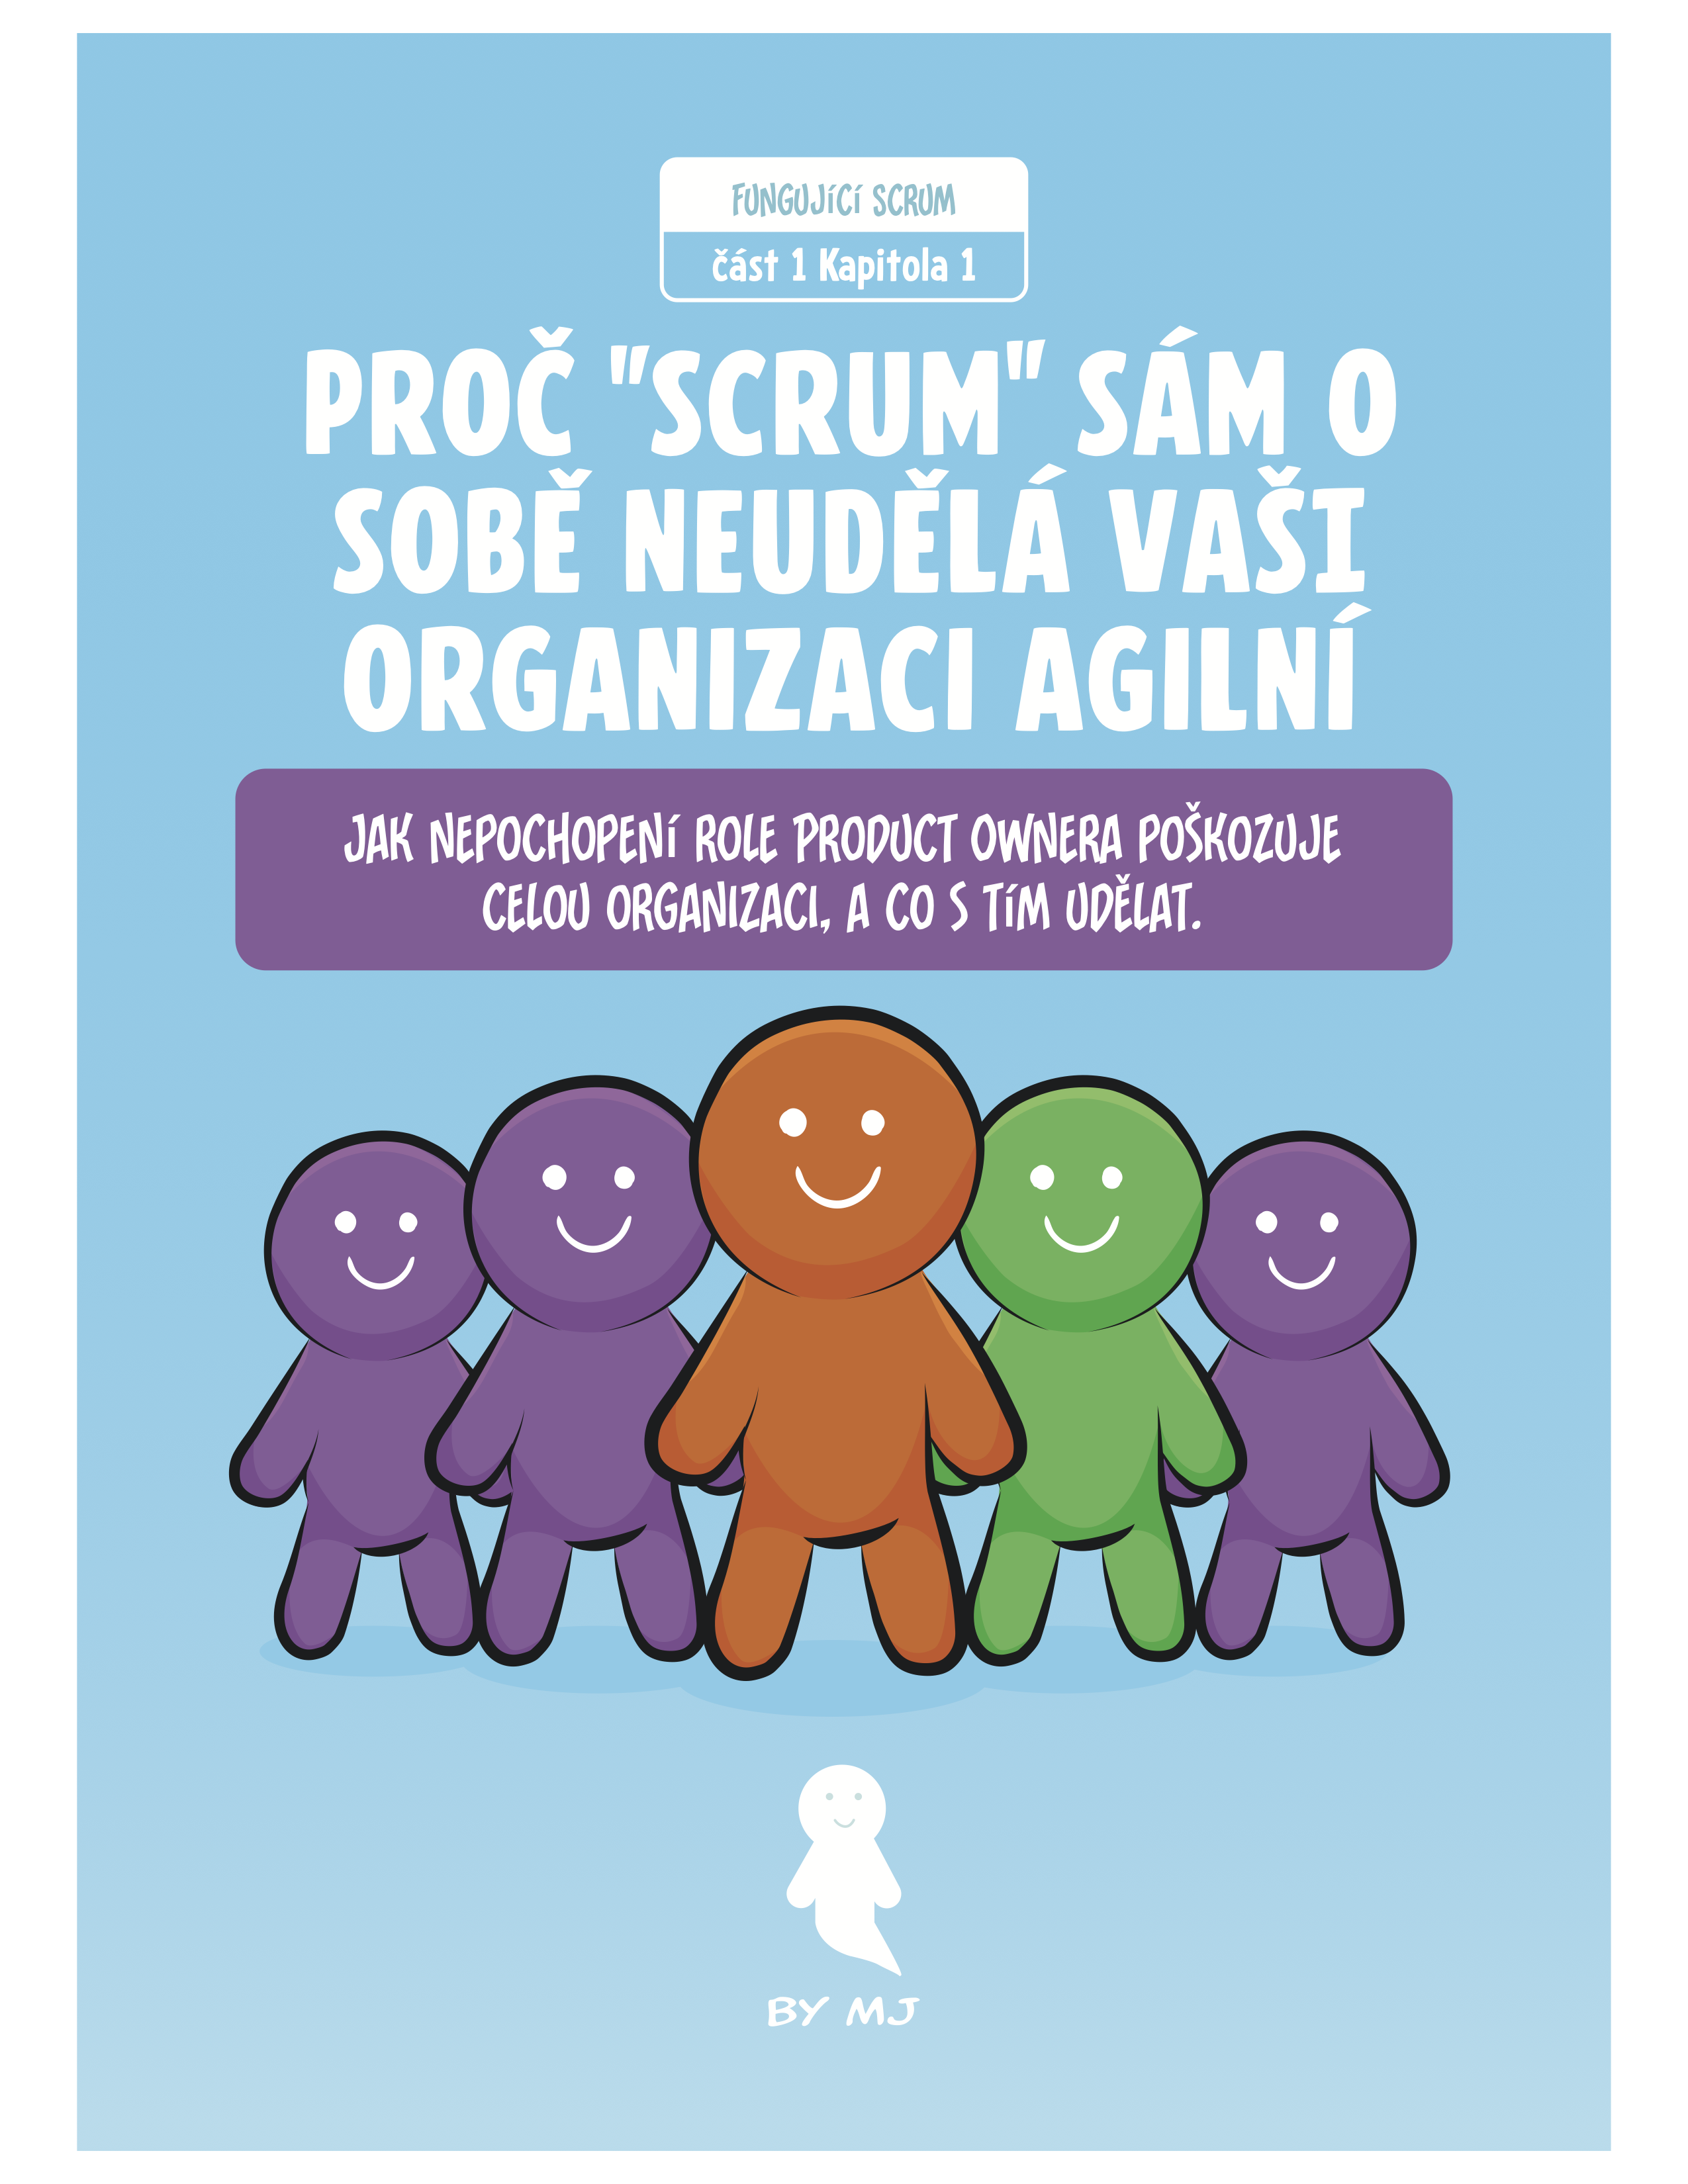 FUNGUJÍCÍ SCRUM
část 1 Kapitola 1
PROČ "SCRUM" SÁM O
SOBĚ NEUDĚLÁ VAŠI
ORGANIZACI AGILNÍ
JAK NEPOCHOPENÍ ROLE PRODUCT OWNERA POŠKOZUJE
CELOU ORGANIZACI, A CO S TÍM UDĚLAT.
BY MJ